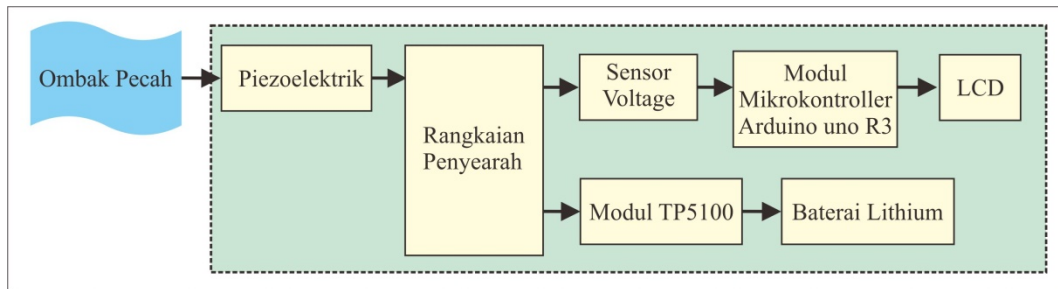 Ombak Pecah
Piezoelektrik
Rangkaian
Penyearah
Sensor
Voltage
Modul
Mikrokontroller
Arduino uno R3
LCD
Modul TP5100
Baterai Lithium